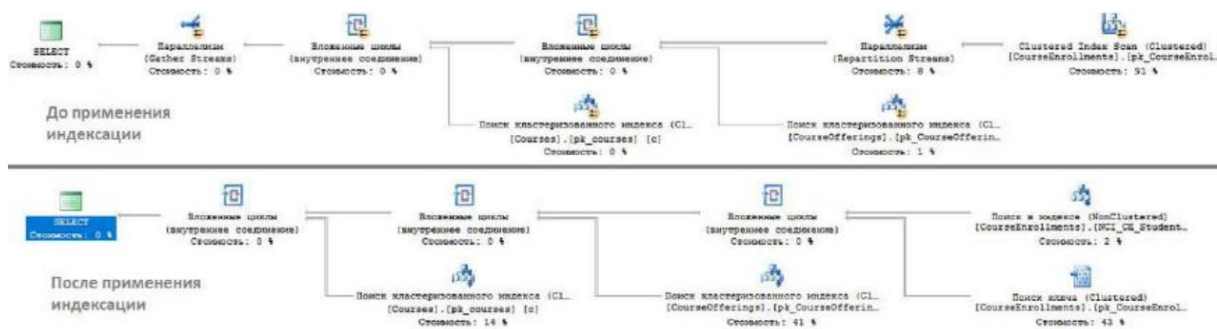 SELECT
Стоимость: 0 %
Параллелизм
(Gather Streams)
Стоимость: 0 %
Вложенные циклы
(внутреннее соединение)
Стоимость: 0 %
Вложенные циклы
(внутреннее соединение)
Стоимость: 0 %
Параллелизм
(Repartition Streams)
Стоимость: 8 %
Clustered Index Scan (Clustered)
[CourseEnrollments].[pk_CourseEnrol…
Стоимость: 91 %
До применения
индексации
Поиск кластеризованного индекса (Cl…
[Courses].[pk_courses] [c]
Стоимость: 0 %
Поиск кластеризованного индекса (Cl…
[CourseOfferings].[pk_CourseOfferin…
Стоимость: 1 %
SELECT
Стоимость: 0 %
Вложенные циклы
(внутреннее соединение)
Стоимость: 0 %
Вложенные циклы
(внутреннее соединение)
Стоимость: 0 %
Вложенные циклы
(внутреннее соединение)
Стоимость: 0 %
Поиск в индексе (NonClustered)
[CourseEnrollments].[NCI_CE_Student…
Стоимость: 2 %
После применения
индексации
Поиск кластеризованного индекса (Cl…
[Courses].[pk_courses] [c]
Стоимость: 14 %
Поиск кластеризованного индекса (Cl…
[CourseOfferings].[pk_CourseOfferin…
Стоимость: 41 %
Поиск ключа (Clustered)
[CourseEnrollments].[pk_CourseEnrol…
Стоимость: 43 %